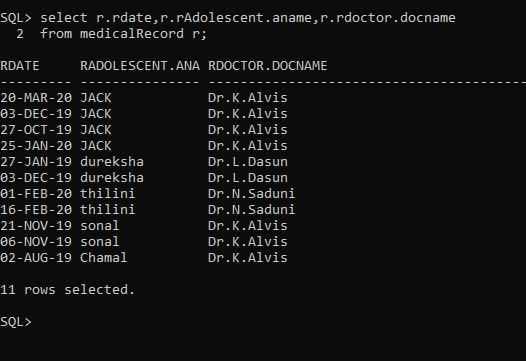 SQL> select r.rdate,r.rAdolescent.aname,r.rdoctor.docname
  2  from medicalRecord r;
RDATE     RADOLESCENT.ANA RDOCTOR.DOCNAME
--------- --------------- ----------------------------------------
20-MAR-20 JACK            Dr.K.Alvis
03-DEC-19 JACK            Dr.K.Alvis
27-OCT-19 JACK            Dr.K.Alvis
25-JAN-20 JACK            Dr.K.Alvis
27-JAN-19 dureksha        Dr.L.Dasun
03-DEC-19 dureksha        Dr.L.Dasun
01-FEB-20 thilini         Dr.N.Saduni
16-FEB-20 thilini         Dr.N.Saduni
21-NOV-19 sonal           Dr.K.Alvis
06-NOV-19 sonal           Dr.K.Alvis
02-AUG-19 Chamal          Dr.K.Alvis
11 rows selected.
SQL>